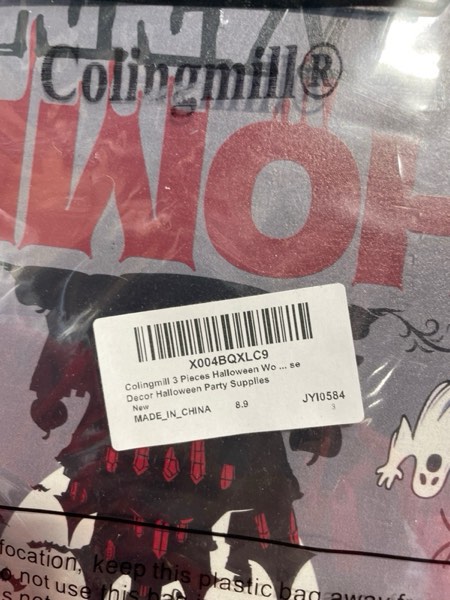 Colingmill®
X004BQXLC9
Colingmill 3 Pieces Halloween Wo ... se
Decor Halloween Party Supplies
New
MADE_IN_CHINA 8.9 JYI0584
3
focation, keep this plastic bag away
not use this